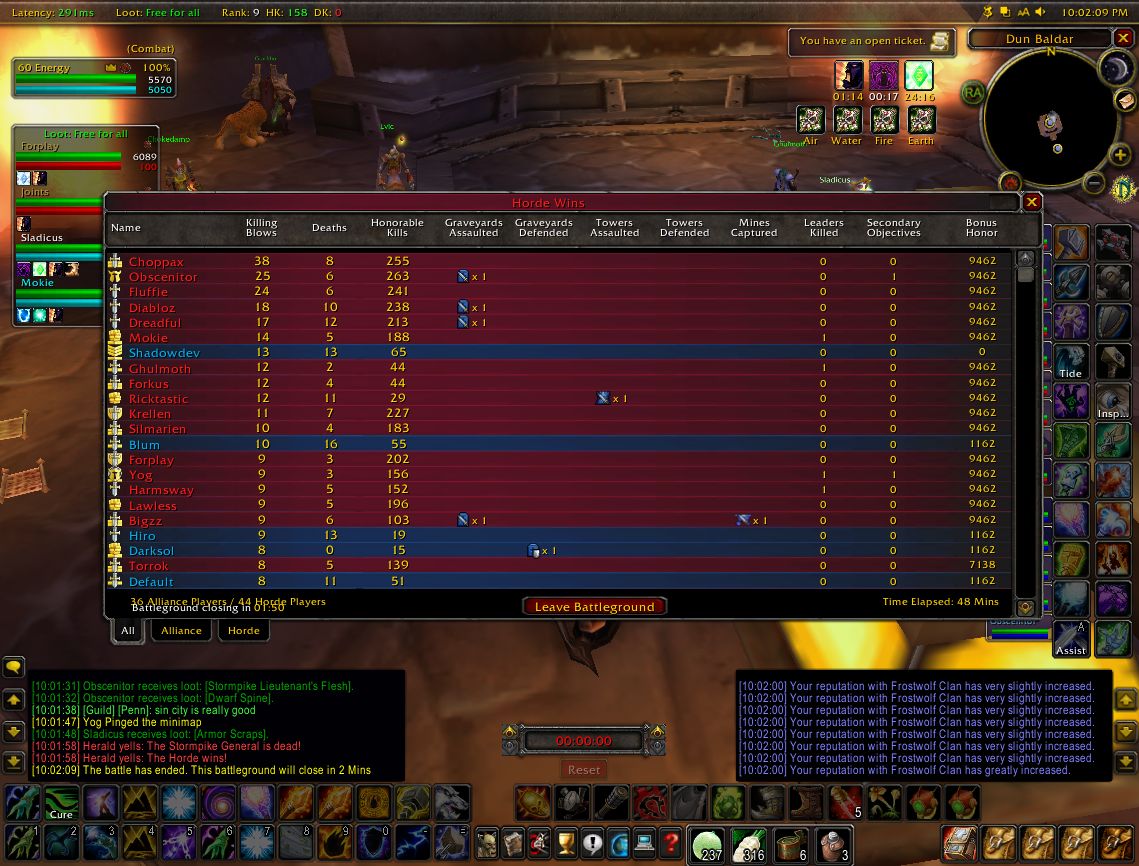 Latency: 291ms Loot: Free for all Rank: 9 HK: 158 DK: 0 10:02:09 PM
You have an open ticket.
Dun Baldar
N
(Combat)
60 Energy 100%
5570
5050
01:14 00:17 24:16
RA
Air Water Fire Earth
Loot: Free for all
Forplay
6089
100
Joints
Sladicus
Mokie
Lvlc
Sladicus
Horde Wins
Name Killing Blows Deaths Honorable Kills Graveyards Assaulted Graveyards Defended Towers Assaulted Towers Defended Mines Captured Leaders Killed Secondary Objectives Bonus Honor
Choppax 38 8 255 0 0 9462
Obscenitor 25 6 263 x 1 0 1 9462
Fluffie 24 6 241 0 0 9462
Diabloz 18 10 238 x 1 0 0 9462
Dreadful 17 12 213 x 1 0 0 9462
Mokie 14 5 188 1 0 9462
Shadowdev 13 13 65 0 0 0
Ghulmoth 12 2 44 1 0 9462
Forkus 12 4 44 0 0 9462
Ricktastic 12 11 29 x 1 0 0 9462
Krellen 11 7 227 0 0 9462
Silmarien 10 4 183 0 0 9462
Blum 10 16 55 0 0 1162
Forplay 9 3 202 0 0 9462
Yog 9 3 156 1 1 9462
Harmsway 9 5 152 1 0 9462
Lawless 9 5 196 0 0 9462
Bigzz 9 6 103 x 1 x 1 0 0 9462
Hiro 9 13 19 0 0 1162
Darksol 8 0 15 x 1 0 0 1162
Torrok 8 5 139 0 0 7138
Default 8 11 51 0 0 1162
36 Alliance Players / 44 Horde Players
Battleground closing in 01:50
Leave Battleground
Time Elapsed: 48 Mins
All Alliance Horde
Tide
Insp...
A
Assist
[10:01:31] Obscenitor receives loot: [Stormpike Lieutenant's Flesh].
[10:01:32] Obscenitor receives loot: [Dwarf Spine].
[10:01:38] [Guild] [Penn]: sin city is really good
[10:01:47] Yog Pinged the minimap
[10:01:48] Sladicus receives loot: [Armor Scraps].
[10:01:58] Herald yells: The Stormpike General is dead!
[10:01:58] Herald yells: The Horde wins!
[10:02:09] The battle has ended. This battleground will close in 2 Mins
00:00:00
Reset
[10:02:00] Your reputation with Frostwolf Clan has very slightly increased.
[10:02:00] Your reputation with Frostwolf Clan has very slightly increased.
[10:02:00] Your reputation with Frostwolf Clan has very slightly increased.
[10:02:00] Your reputation with Frostwolf Clan has very slightly increased.
[10:02:00] Your reputation with Frostwolf Clan has very slightly increased.
[10:02:00] Your reputation with Frostwolf Clan has very slightly increased.
[10:02:00] Your reputation with Frostwolf Clan has very slightly increased.
[10:02:00] Your reputation with Frostwolf Clan has greatly increased.
Cure
5
1 2 3 4 5 6 7 8 9 0 - =
237 316 6 3